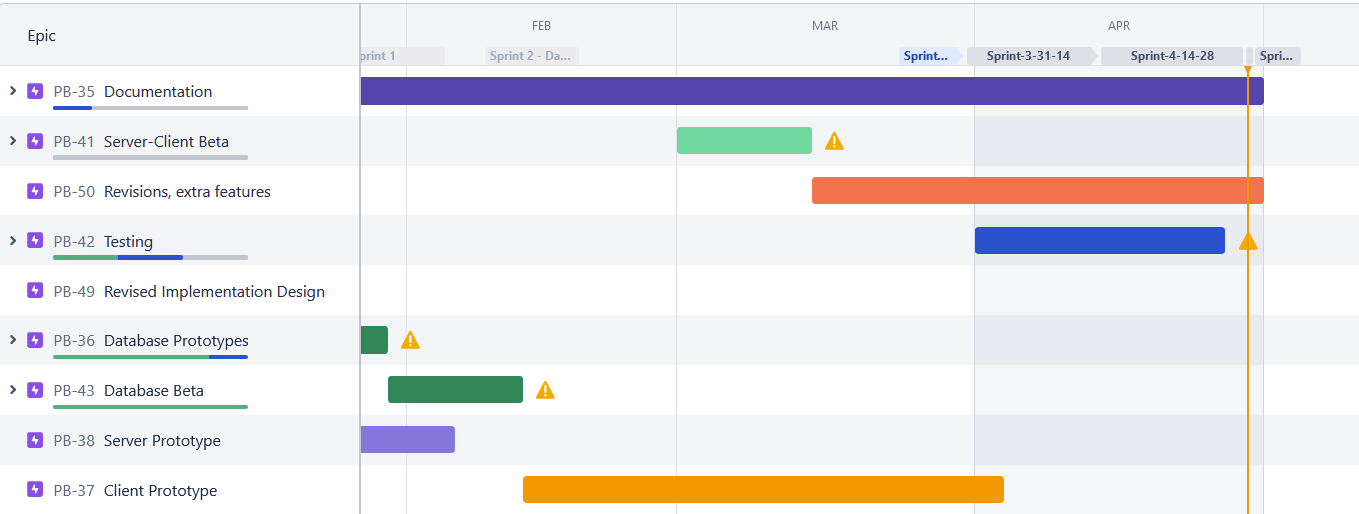 Epic
FEB
MAR
APR
print 1
Sprint 2 - Da...
Sprint...
Sprint-3-31-14
Sprint-4-14-28
Spri...
PB-35 Documentation
PB-41 Server-Client Beta
PB-50 Revisions, extra features
PB-42 Testing
PB-49 Revised Implementation Design
PB-36 Database Prototypes
PB-43 Database Beta
PB-38 Server Prototype
PB-37 Client Prototype